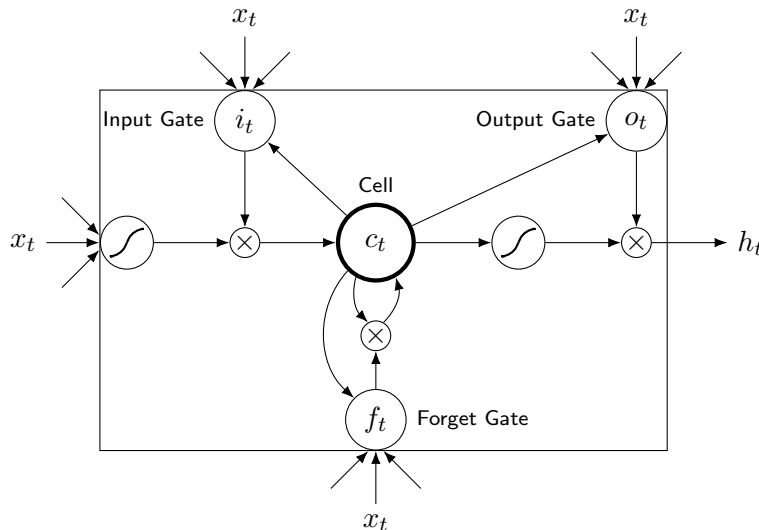 x_t x_t
Input Gate i_t Output Gate o_t
Cell
x_t × c_t × h_t
×
f_t Forget Gate
x_t